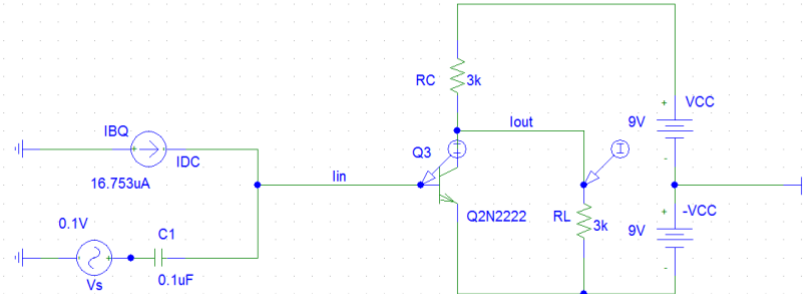 RC
3k
VCC
9V
IBQ
IDC
16.753uA
Iout
Q3
Iin
Q2N2222
RL
3k
-VCC
9V
0.1V
C1
Vs
0.1uF
I